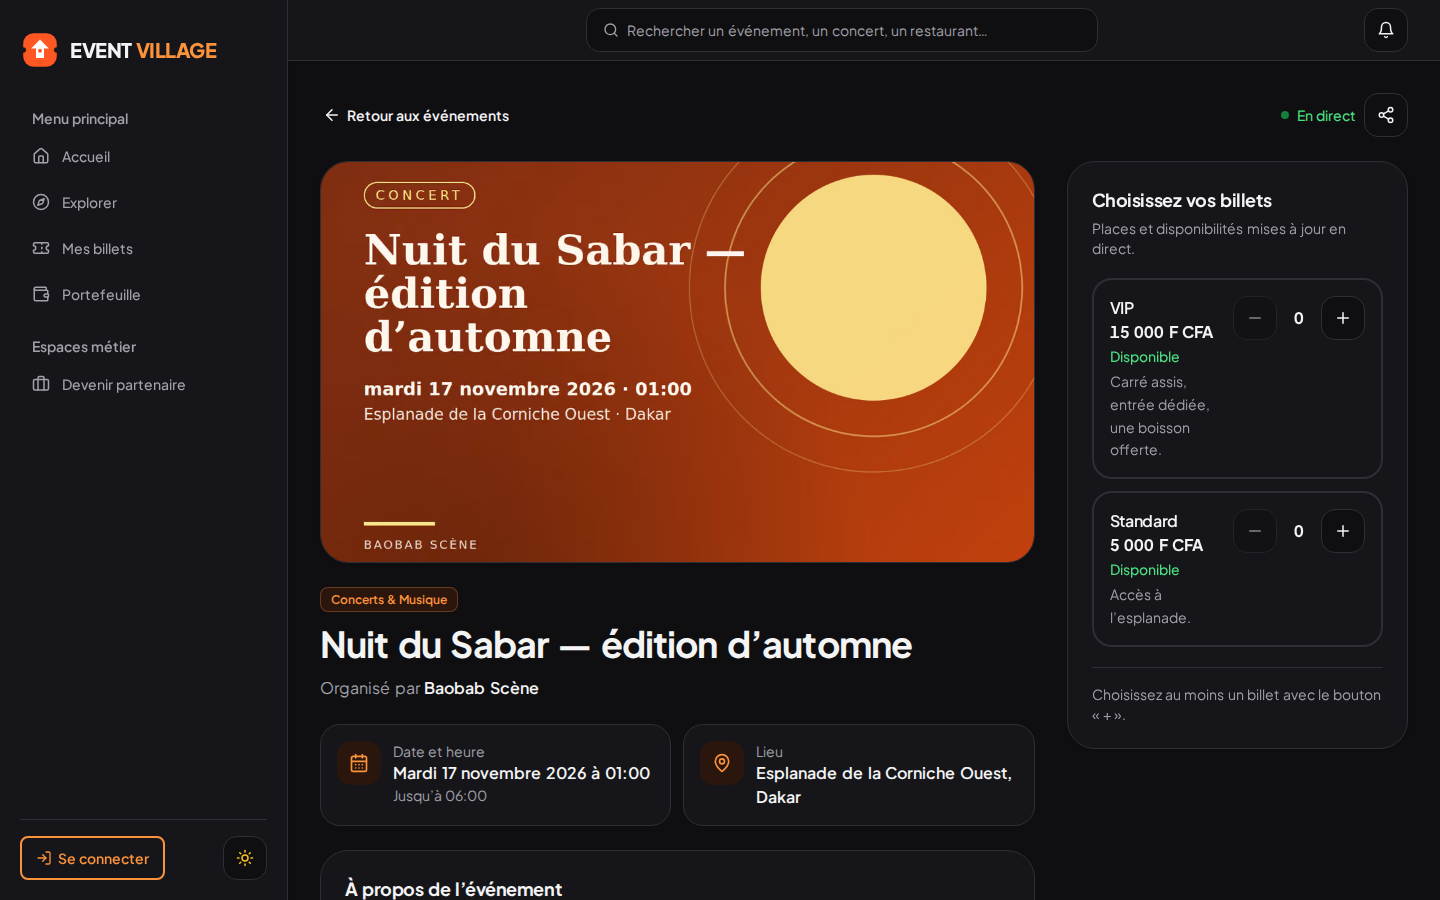 EVENT VILLAGE
Menu principal
Accueil
Explorer
Mes billets
Portefeuille
Espaces métier
Devenir partenaire
Se connecter
Rechercher un événement, un concert, un restaurant...
Retour aux événements
En direct
CONCERT
Nuit du Sabar —
édition
d’automne
mardi 17 novembre 2026 · 01:00
Esplanade de la Corniche Ouest · Dakar
BAOBAB SCÈNE
Concerts & Musique
Nuit du Sabar — édition d’automne
Organisé par Baobab Scène
Date et heure
Mardi 17 novembre 2026 à 01:00
Jusqu’à 06:00
Lieu
Esplanade de la Corniche Ouest,
Dakar
À propos de l’événement
Choisissez vos billets
Places et disponibilités mises à jour en
direct.
VIP
15 000 F CFA
0
Disponible
Carré assis,
entrée dédiée,
une boisson
offerte.
Standard
5 000 F CFA
0
Disponible
Accès à
l’esplanade.
Choisissez au moins un billet avec le bouton
« + ».